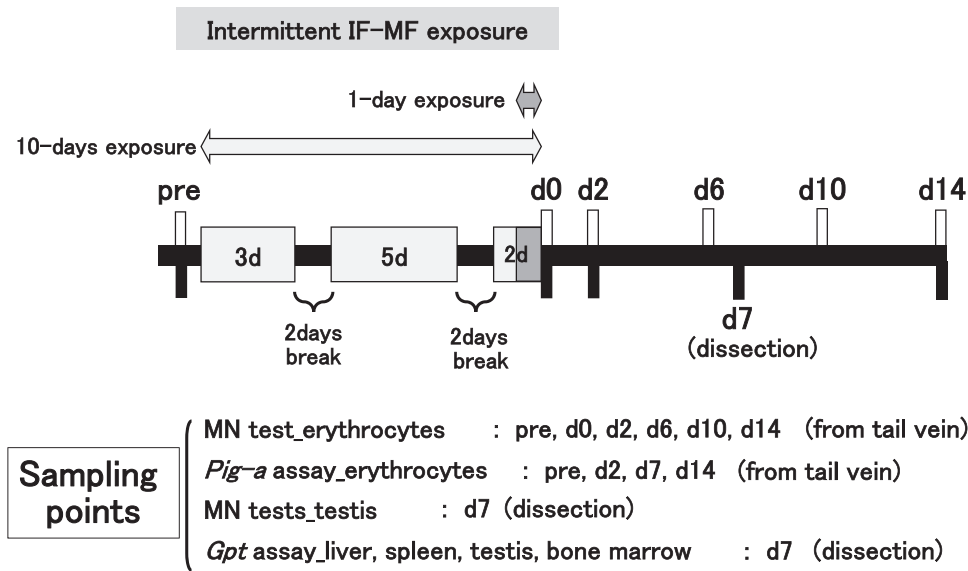 Intermittent IF-MF exposure
1-day exposure
10-days exposure
pre
d0
d2
d6
d10
d14
3d
5d
2d
2days
break
2days
break
d7
(dissection)
Sampling
points
MN test_erythrocytes : pre, d0, d2, d6, d10, d14 (from tail vein)
Pig-a assay_erythrocytes : pre, d2, d7, d14 (from tail vein)
MN tests_testis : d7 (dissection)
Gpt assay_liver, spleen, testis, bone marrow : d7 (dissection)